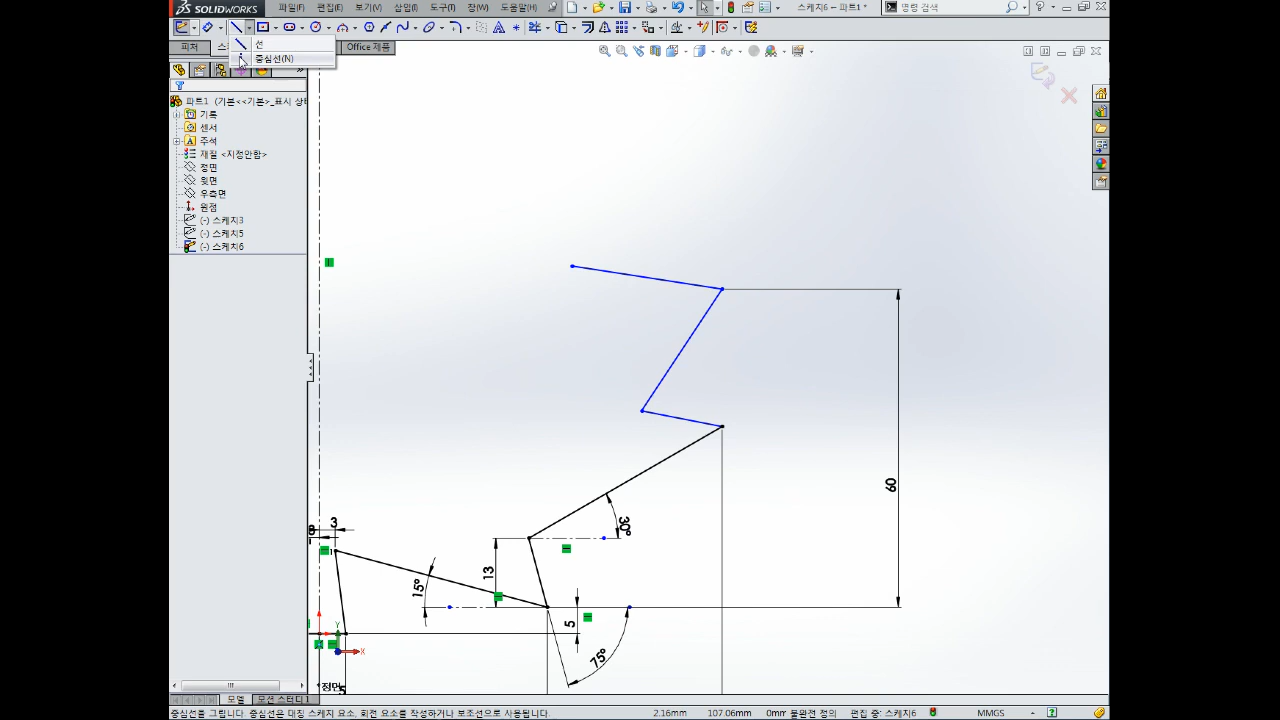 SOLIDWORKS 파일(F) 편집(E) 보기(V) 삽입(I) 도구(T) 창(W) 도움말(H) 스케치6 - 파트1 * 명령 검색
피처 스 Office 제품
선
중심선(N)
파트1 (기본<<기본>_표시 상태
기록
센서
주석
재질 <지정안함>
정면
윗면
우측면
원점
(-) 스케치3
(-) 스케치5
(-) 스케치6
60
30°
3
8
1
13
15°
5
75°
Y
X
*정면
5
모델 모션 스터디 1
중심선을 그립니다. 중심선은 대칭 스케치 요소, 회전 요소를 작성하거나 보조선으로 사용됩니다. 2.16mm 107.06mm 0mm 불완전 정의 편집 중: 스케치6 MMGS